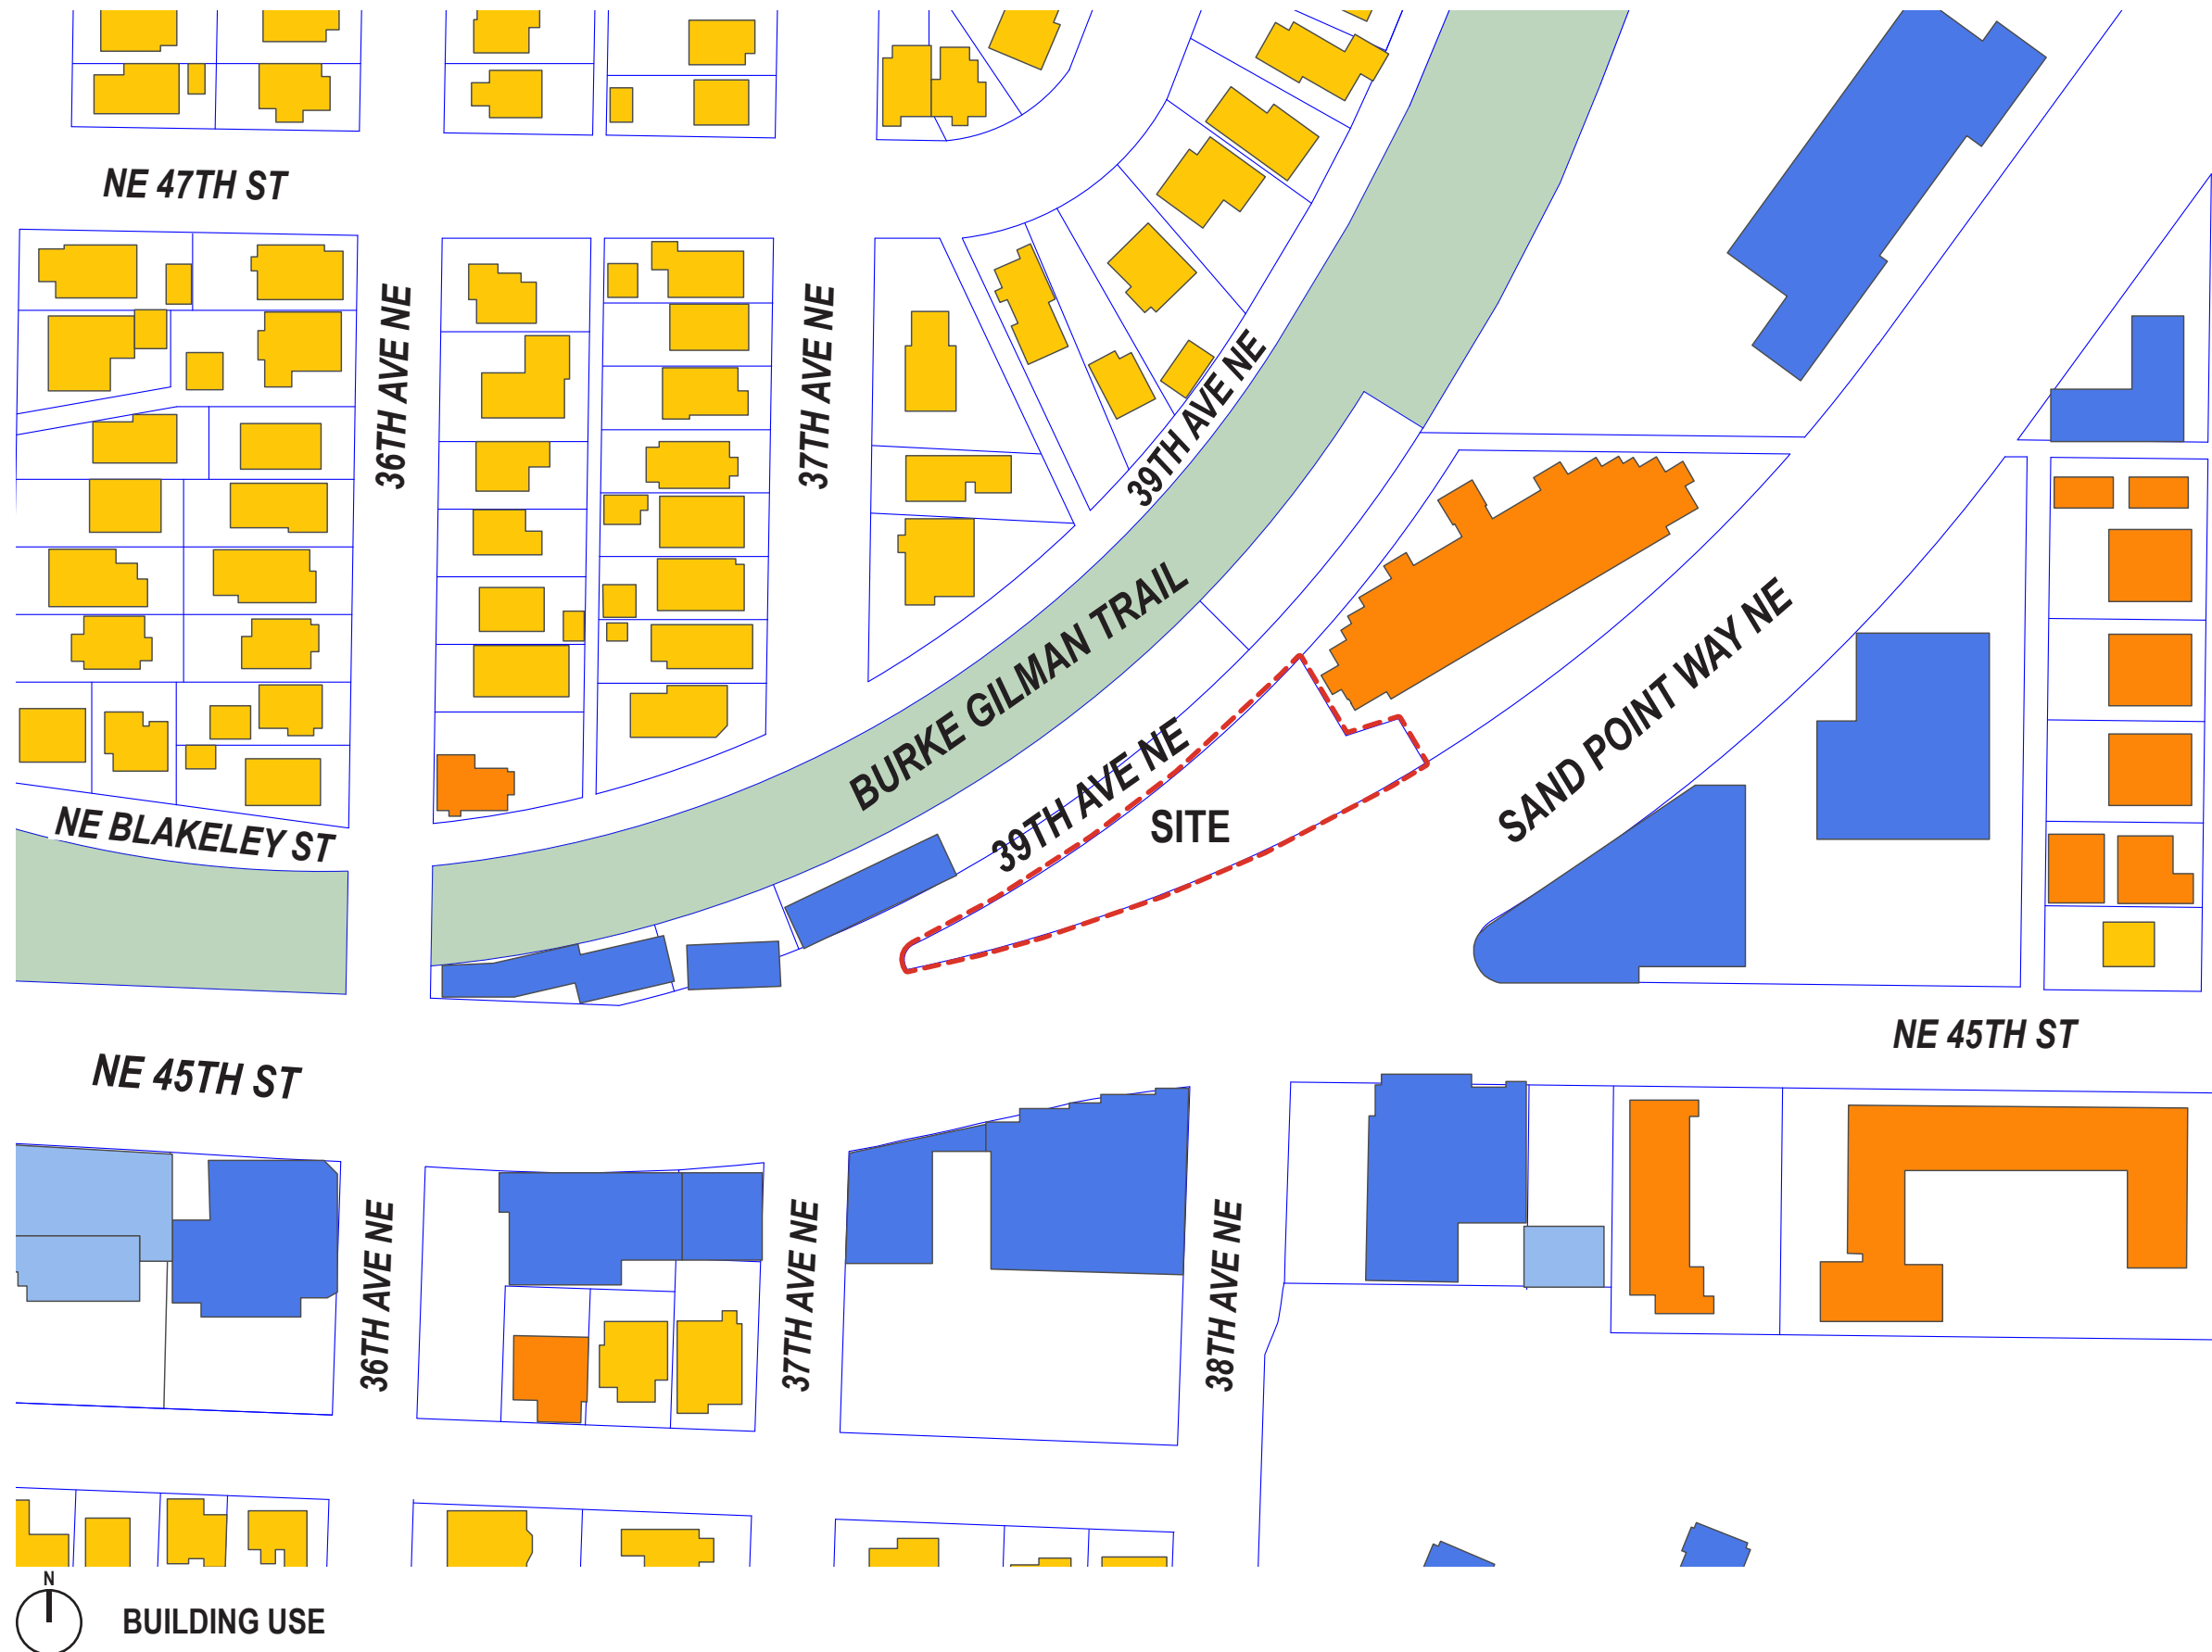 NE 47TH ST
36TH AVE NE
37TH AVE NE
39TH AVE NE
BURKE GILMAN TRAIL
SAND POINT WAY NE
39TH AVE NE
SITE
NE BLAKELEY ST
NE 45TH ST
NE 45TH ST
36TH AVE NE
37TH AVE NE
38TH AVE NE
N
BUILDING USE